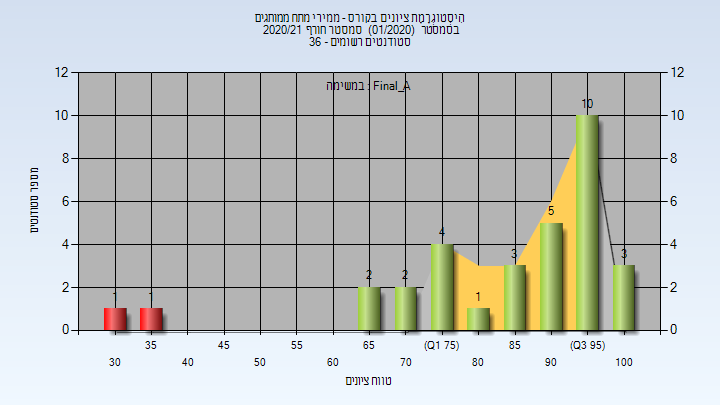 היסטוגרמת ציונים בקורס - ממירי מתח ממותגים
בסמסטר (01/2020) סמסטר חורף 2020/21
סטודנטים רשומים - 36
במשימה : Final_A
12 12
10 10
8 8
6 6
4 4
2 2
0 0
1 1 2 2 4 1 3 5 10 3
מספר סטודנטים
35 45 55 65 (Q1 75) 85 (Q3 95)
30 40 50 60 70 80 90 100
טווח ציונים